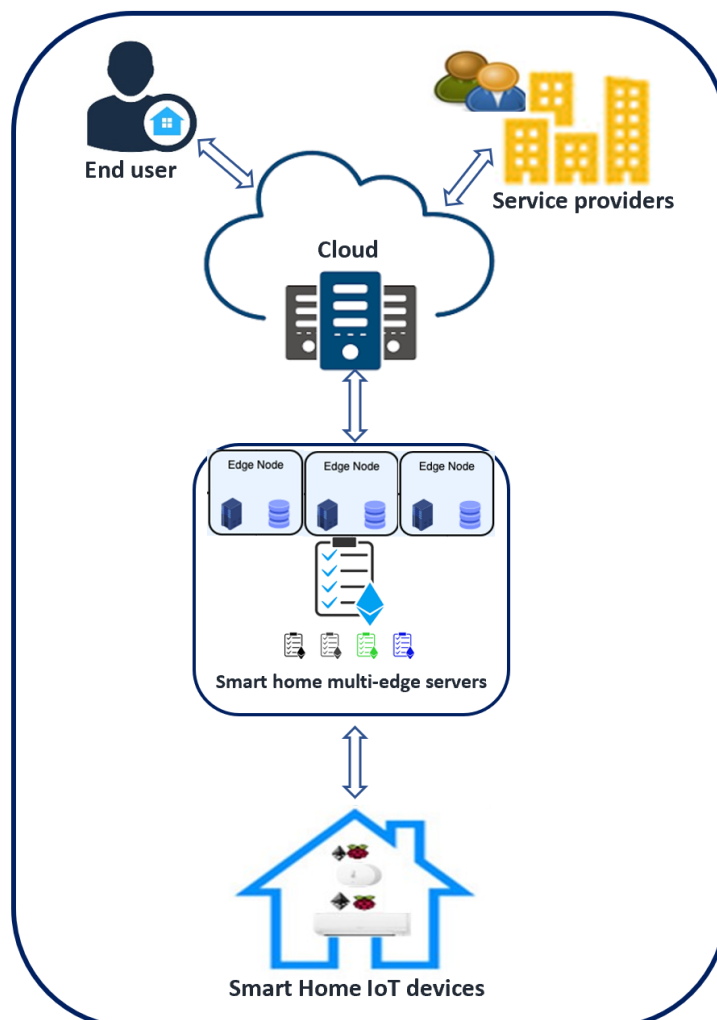 End user
Service providers
Cloud
Edge Node
Edge Node
Edge Node
Smart home multi-edge servers
Smart Home IoT devices